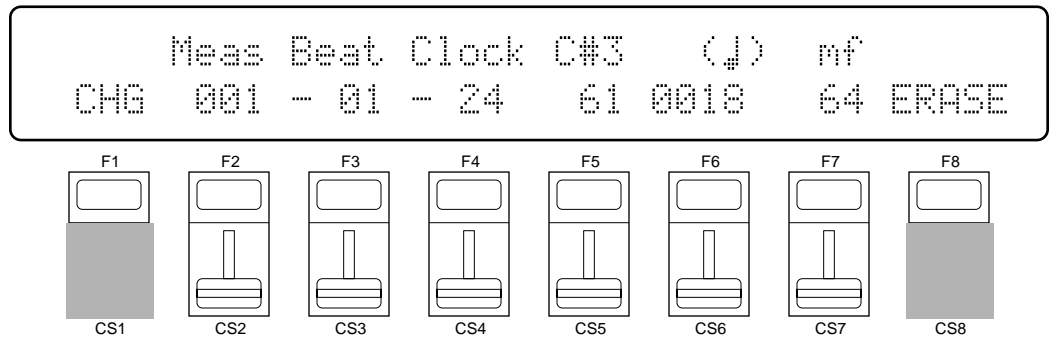 Meas Beat Clock C#3 (♪) mf
CHG 001 - 01 - 24 61 0018 64 ERASE
F1 F2 F3 F4 F5 F6 F7 F8
CS1 CS2 CS3 CS4 CS5 CS6 CS7 CS8